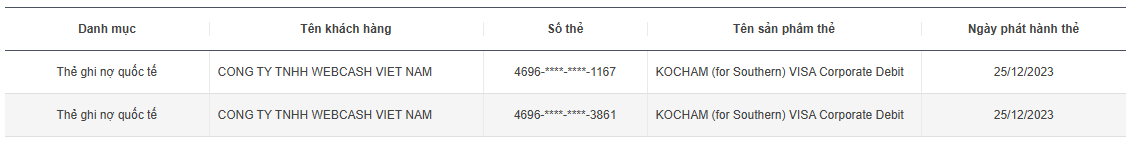 Danh mục Tên khách hàng Số thẻ Tên sản phẩm thẻ Ngày phát hành thẻ
Thẻ ghi nợ quốc tế CONG TY TNHH WEBCASH VIET NAM 4696-****-****-1167 KOCHAM (for Southern) VISA Corporate Debit 25/12/2023
Thẻ ghi nợ quốc tế CONG TY TNHH WEBCASH VIET NAM 4696-****-****-3861 KOCHAM (for Southern) VISA Corporate Debit 25/12/2023